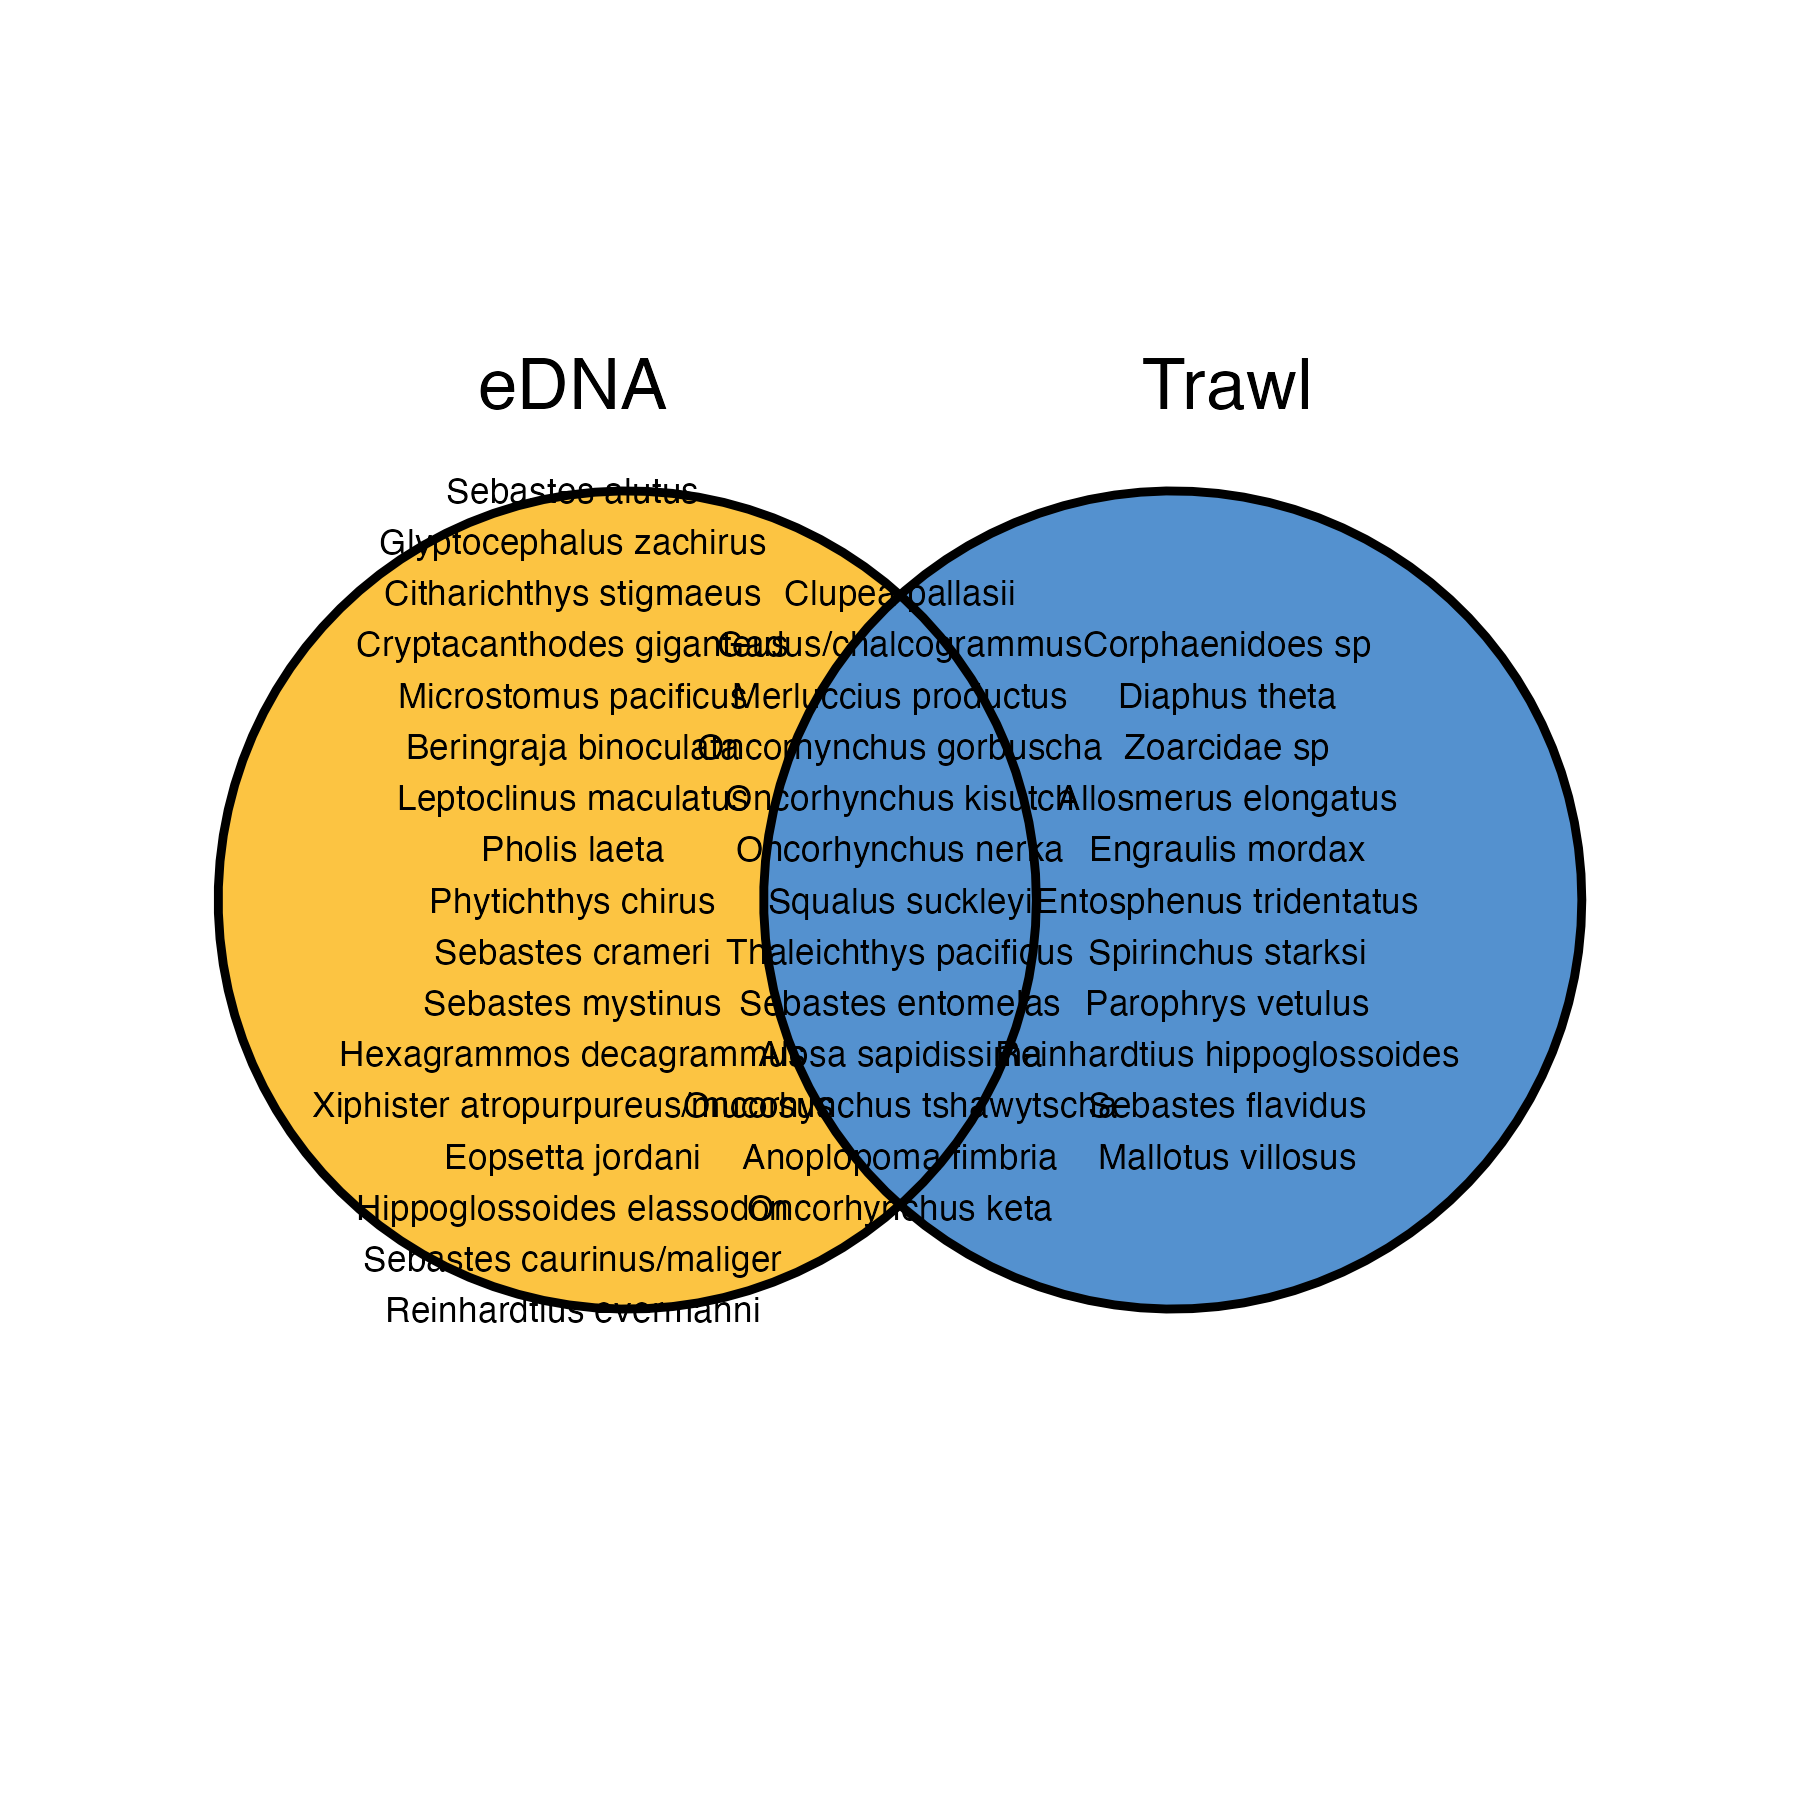 eDNA
Trawl
Sebastes alutus
Glyptocephalus zachirus
Citharichthys stigmaeus
Cryptacanthodes giganteus
Microstomus pacificus
Beringraja binoculata
Leptoclinus maculatus
Pholis laeta
Phytichthys chirus
Sebastes crameri
Sebastes mystinus
Hexagrammos decagrammus
Xiphister atropurpureus/mucosus
Eopsetta jordani
Hippoglossoides elassodon
Sebastes caurinus/maliger
Reinhardtius evermanni
Clupea pallasii
Gadus/chalcogrammus
Merluccius productus
Oncorhynchus gorbuscha
Oncorhynchus kisutch
Oncorhynchus nerka
Squalus suckleyi
Thaleichthys pacificus
Sebastes entomelas
Alosa sapidissima
Oncorhynchus tshawytscha
Anoplopoma fimbria
Oncorhynchus keta
Corphaenidoes sp
Diaphus theta
Zoarcidae sp
Allosmerus elongatus
Engraulis mordax
Entosphenus tridentatus
Spirinchus starksi
Parophrys vetulus
Reinhardtius hippoglossoides
Sebastes flavidus
Mallotus villosus